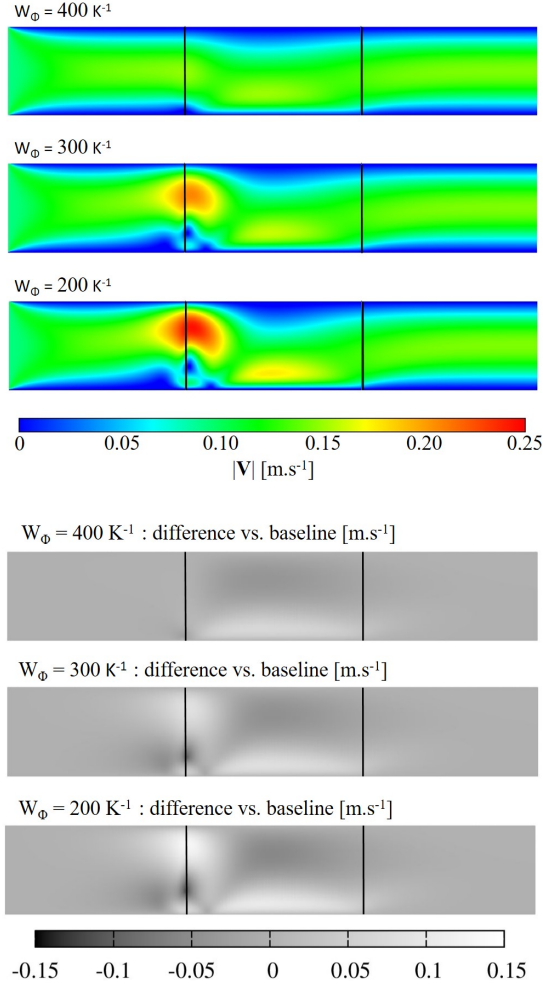 W_Φ = 400 K⁻¹
W_Φ = 300 K⁻¹
W_Φ = 200 K⁻¹
0 0.05 0.10 0.15 0.20 0.25
|V| [m.s⁻¹]
W_Φ = 400 K⁻¹ : difference vs. baseline [m.s⁻¹]
W_Φ = 300 K⁻¹ : difference vs. baseline [m.s⁻¹]
W_Φ = 200 K⁻¹ : difference vs. baseline [m.s⁻¹]
-0.15 -0.1 -0.05 0 0.05 0.1 0.15